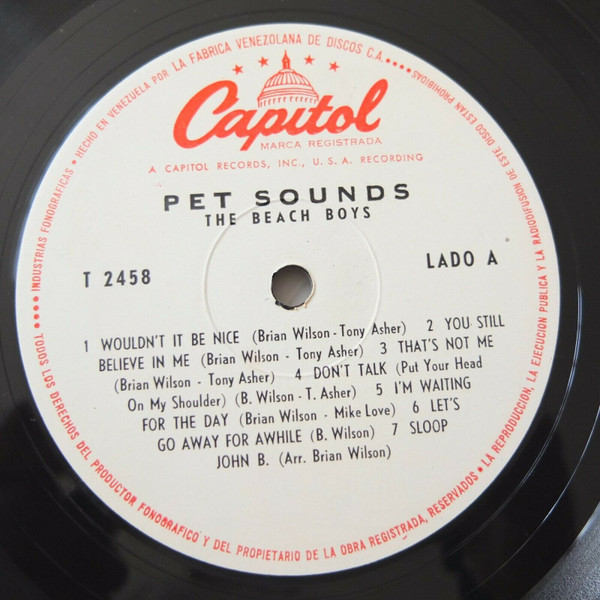 INDUSTRIAS FONOGRAFICAS • HECHO EN VENEZUELA POR LA FABRICA VENEZOLANA DE DISCOS C.A.
Capitol
MARCA REGISTRADA
A CAPITOL RECORDS, INC., U. S. A. RECORDING
PET SOUNDS
THE BEACH BOYS
T 2458
LADO A
1 WOULDN'T IT BE NICE (Brian Wilson-Tony Asher) 2 YOU STILL
BELIEVE IN ME (Brian Wilson - Tony Asher) 3 THAT'S NOT ME
(Brian Wilson - Tony Asher) 4 DON'T TALK (Put Your Head
On My Shoulder) (B. Wilson - T. Asher) 5 I'M WAITING
FOR THE DAY (Brian Wilson - Mike Love) 6 LET'S
GO AWAY FOR AWHILE (B. Wilson) 7 SLOOP
JOHN B. (Arr. Brian Wilson)
TODOS LOS DERECHOS DEL PRODUCTOR FONOGRAFICO Y DEL PROPIETARIO DE LA OBRA REGISTRADA, RESERVADOS • LA REPRODUCCION, LA EJECUCION PUBLICA Y LA RADIODIFUSION DE ESTE DISCO ESTAN PROHIBIDAS